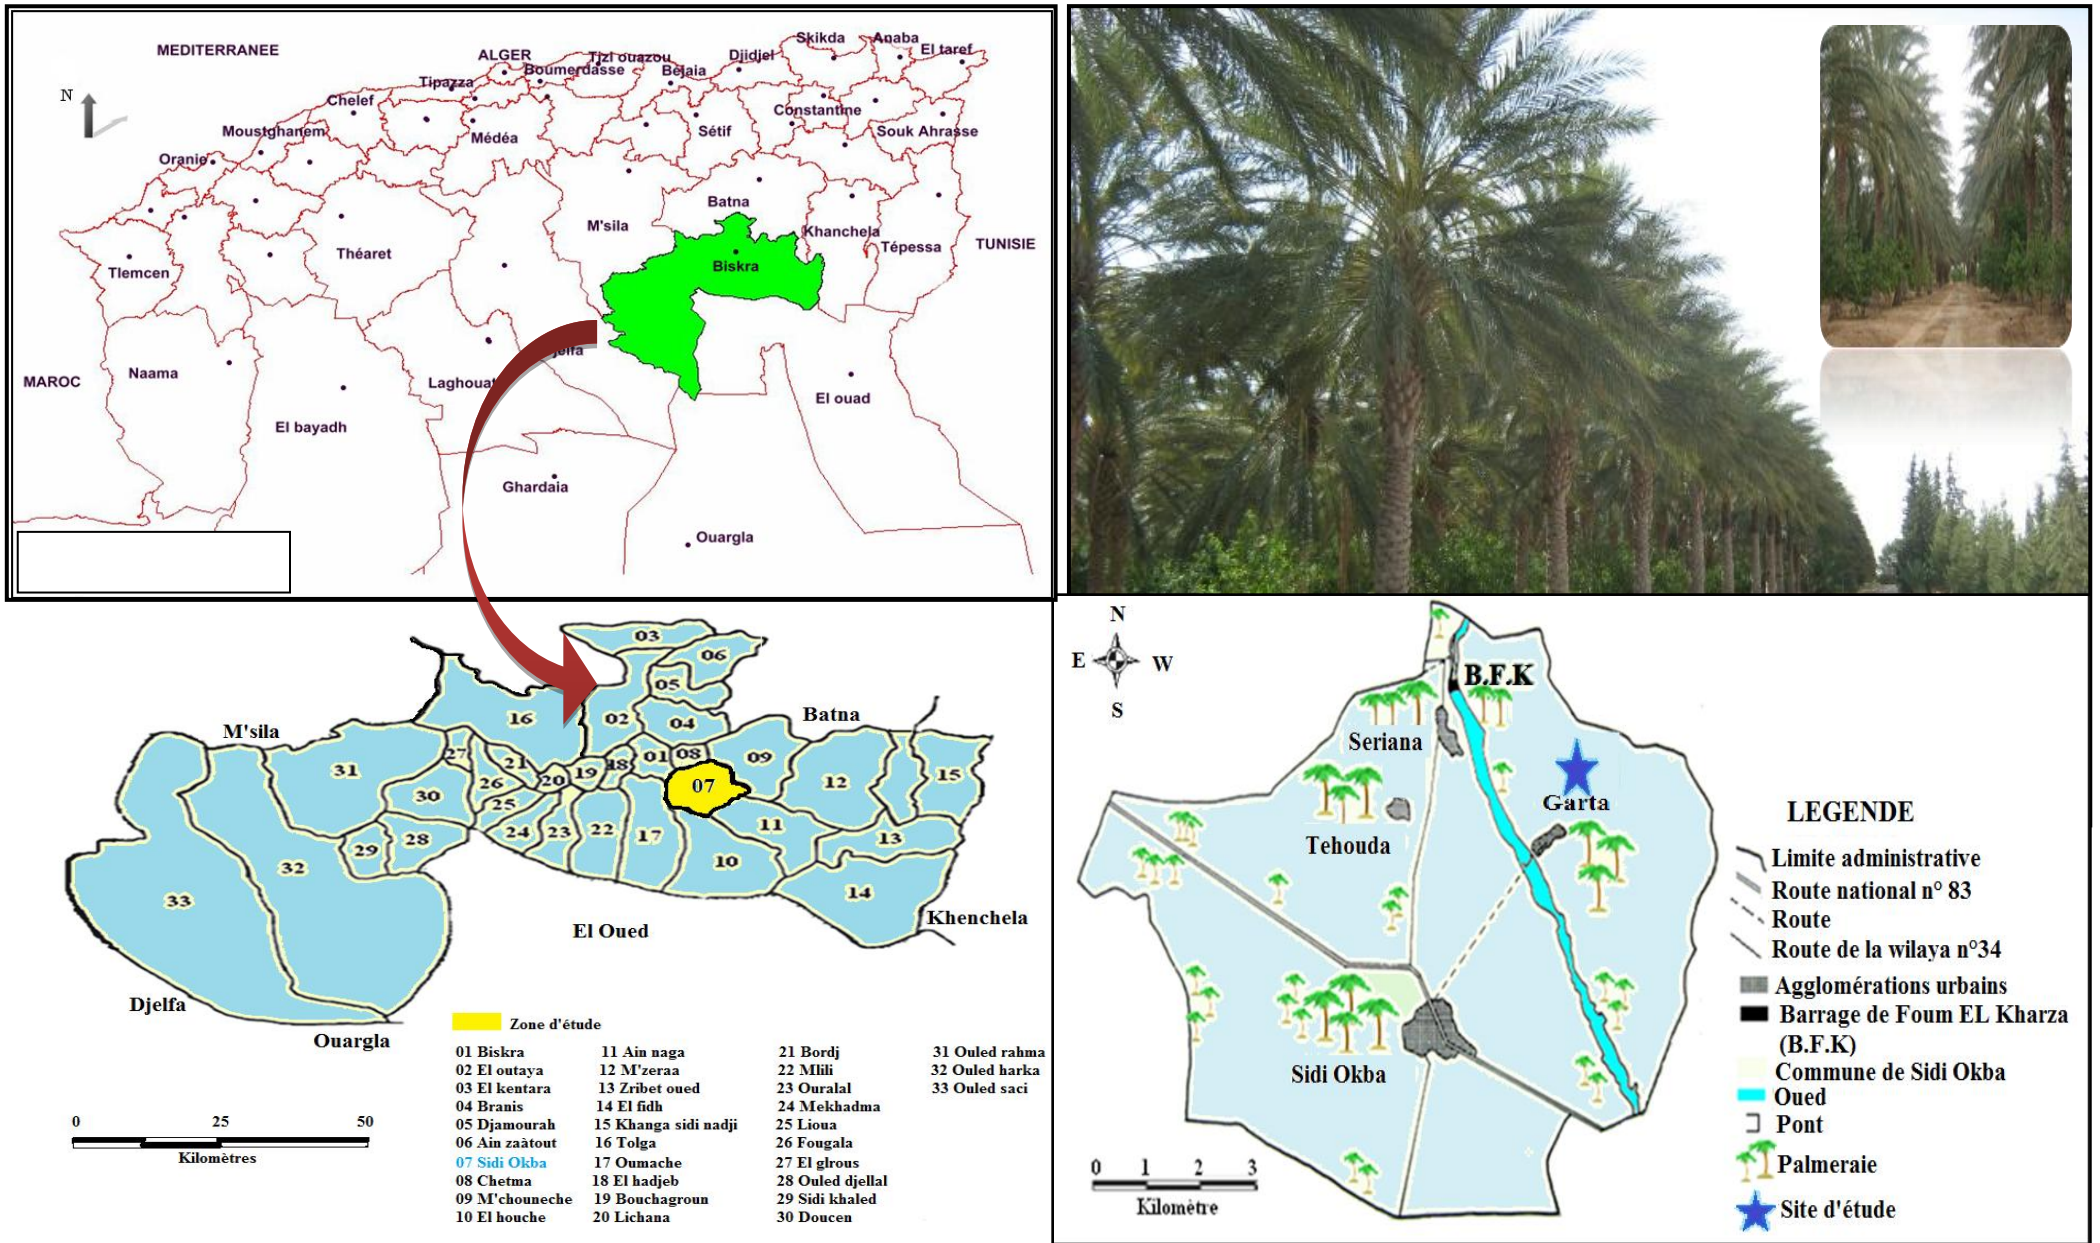 MEDITERRANEE
N
Skikda
Anaba
El taref
ALGER
Tizi ouazou
Djidjel
Boumerdasse
Bejaia
Tipazza
Chelef
Constantine
Moustghanem
Médéa
Sétif
Souk Ahrasse
Oranie
Batna
M'sila
Khanchela
Tépessa
TUNISIE
Théaret
Tlemcen
Biskra
MAROC
Naama
Laghouat
El bayadh
El ouad
Ghardaia
Ouargla
03
06
05
16
02
04
M'sila
Batna
27
21
18
01
08
09
31
26
20
19
07
12
15
30
25
24
23
22
17
11
13
29
28
10
32
33
14
El Oued
Khenchela
Djelfa
Ouargla
Zone d'étude
01 Biskra
02 El outaya
03 El kentara
04 Branis
05 Djamourah
06 Ain zaàtout
07 Sidi Okba
08 Chetma
09 M'chouneche
10 El houche
11 Ain naga
12 M'zeraa
13 Zribet oued
14 El fidh
15 Khanga sidi nadji
16 Tolga
17 Oumache
18 El hadjeb
19 Bouchagroun
20 Lichana
21 Bordj
22 Mlili
23 Ouralal
24 Mekhadma
25 Lioua
26 Fougala
27 El glrous
28 Ouled djellal
29 Sidi khaled
30 Doucen
31 Ouled rahma
32 Ouled harka
33 Ouled saci
0 25 50
Kilomètres
N
E W
S
B.F.K
Seriana
Garta
Tehouda
Sidi Okba
0 1 2 3
Kilomètre
LEGENDE
Limite administrative
Route national n° 83
Route
Route de la wilaya n°34
Agglomérations urbains
Barrage de Foum EL Kharza
(B.F.K)
Commune de Sidi Okba
Oued
Pont
Palmeraie
Site d'étude